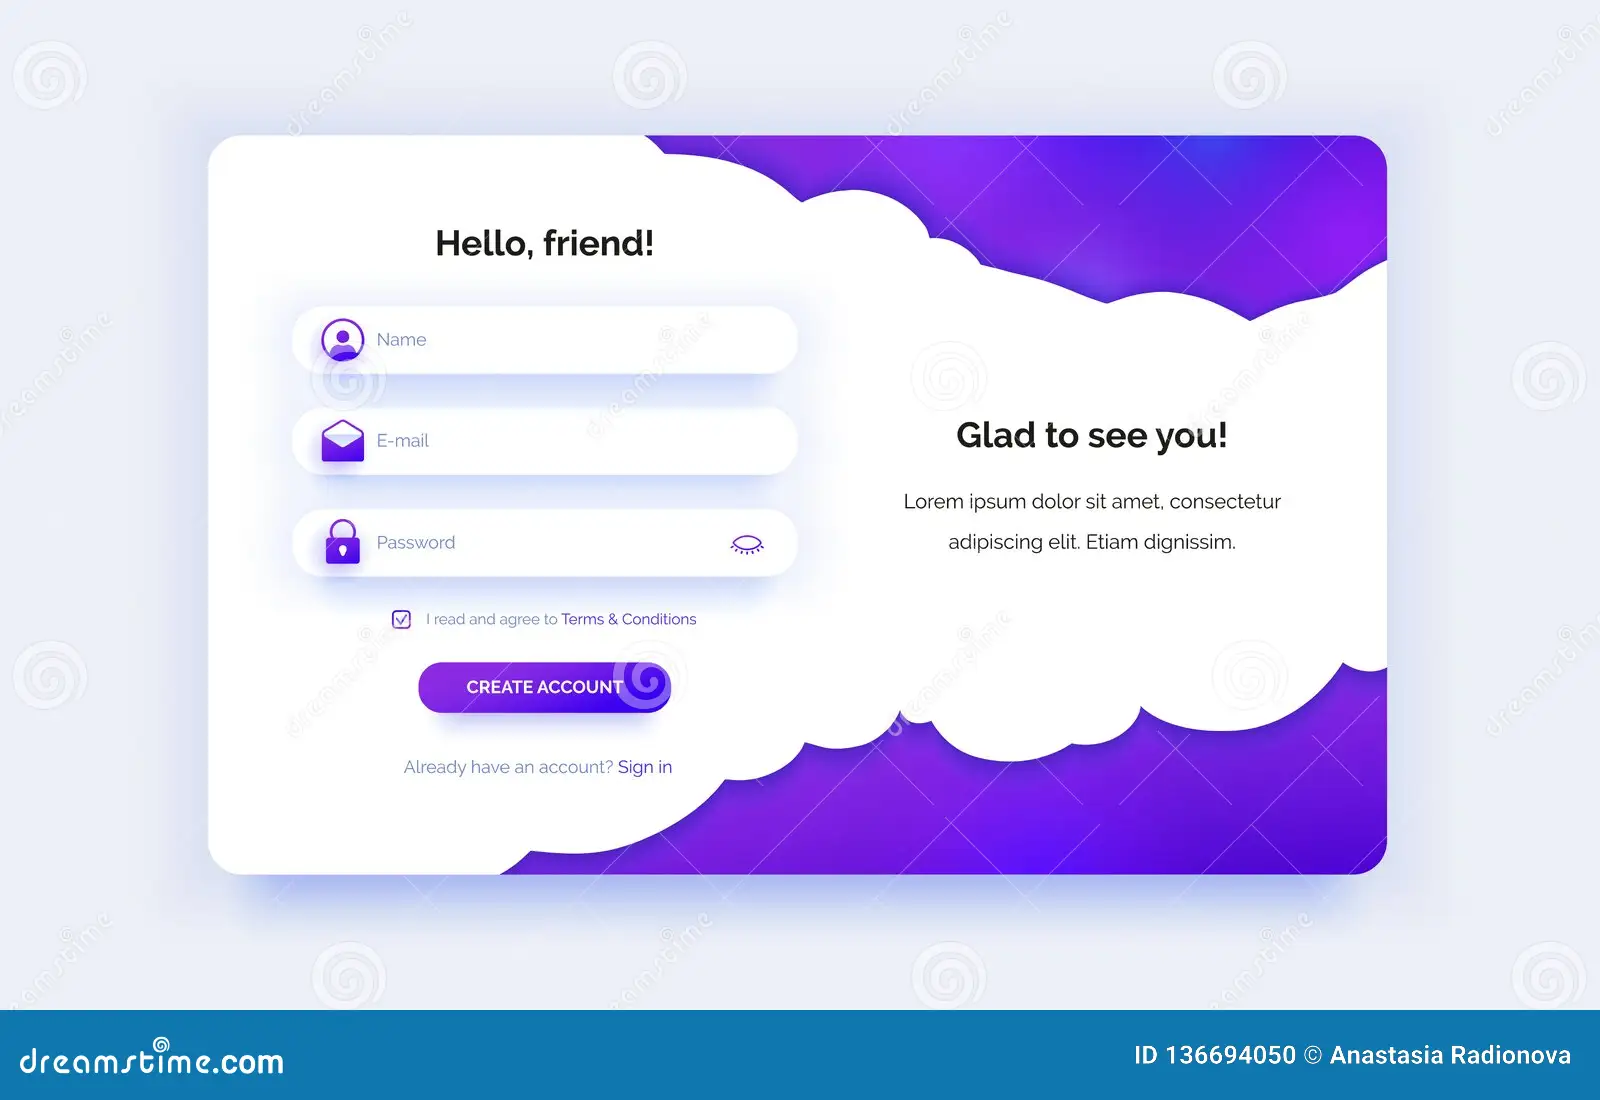 Hello, friend!
Name
E-mail
Password
I read and agree to Terms & Conditions
CREATE ACCOUNT
Already have an account? Sign in
Glad to see you!
Lorem ipsum dolor sit amet, consectetur
adipiscing elit. Etiam dignissim.
dreamstime.com
ID 136694050 © Anastasia Radionova